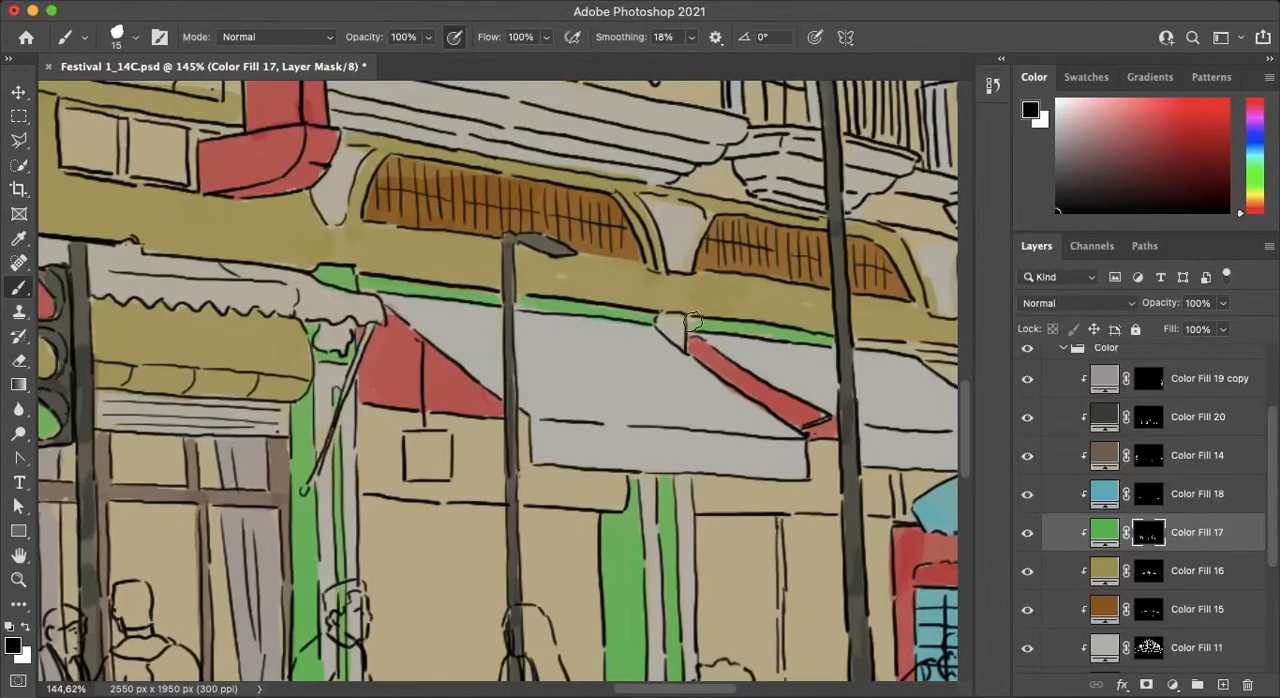 Adobe Photoshop 2021
15
Mode: Normal
Opacity: 100%
Flow: 100%
Smoothing: 18%
0°
Festival 1_14C.psd @ 145% (Color Fill 17, Layer Mask/8) *
Color
Swatches
Gradients
Patterns
Layers
Channels
Paths
Kind
Normal
Opacity: 100%
Lock:
Fill: 100%
Color
Color Fill 19 copy
Color Fill 20
Color Fill 14
Color Fill 18
Color Fill 17
Color Fill 16
Color Fill 15
Color Fill 11
144,62%
2550 px x 1950 px (300 ppi)